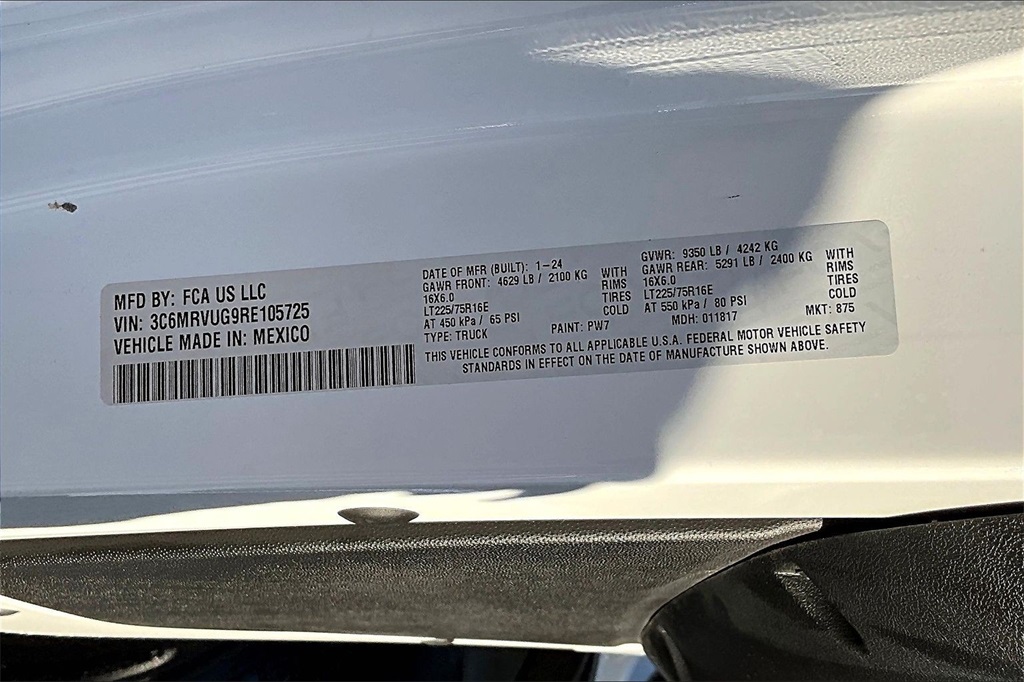 MFD BY: FCA US LLC
VIN: 3C6MRVUG9RE105725
VEHICLE MADE IN: MEXICO
DATE OF MFR (BUILT): 1-24
GAWR FRONT: 4629 LB / 2100 KG WITH
16X6.0 RIMS
LT225/75R16E TIRES
AT 450 kPa / 65 PSI COLD
TYPE: TRUCK PAINT: PW7
GVWR: 9350 LB / 4242 KG
GAWR REAR: 5291 LB / 2400 KG WITH
16X6.0 RIMS
LT225/75R16E TIRES
AT 550 kPa / 80 PSI COLD
MDH: 011817 MKT: 875
THIS VEHICLE CONFORMS TO ALL APPLICABLE U.S.A. FEDERAL MOTOR VEHICLE SAFETY
STANDARDS IN EFFECT ON THE DATE OF MANUFACTURE SHOWN ABOVE.